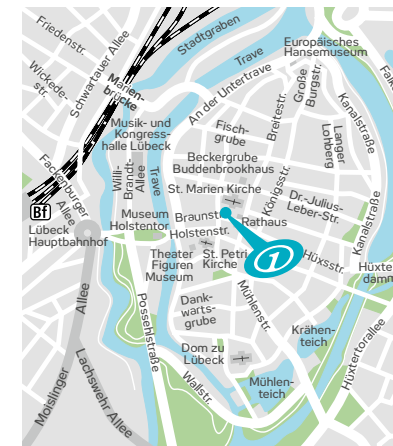 Friedenstr.
Wickede-
str.
Schwartauer Allee
Marien-
brücke
Stadtgraben
Trave
An der Untertrave
Europäisches
Hansemuseum
Große
Burgstr.
Breitestr.
Kanalstraße
Falke
Musik- und
Kongress-
halle Lübeck
Fisch-
grube
Langer
Lohberg
Beckergrube
Buddenbrookhaus
Fackenburger
Allee
Willi-
Brandt-
Allee
Trave
St. Marien Kirche
Königsstr.
Dr.-Julius-
Leber-Str.
Kanalstraße
Bf
Lübeck
Hauptbahnhof
Museum
Holstentor
Braunstr.
Holstenstr.
Rathaus
Theater
Figuren
Museum
St. Petri
Kirche
1
Hüxsstr.
Hüxter
damm
Allee
Possehlstraße
Dank-
warts-
grube
Mühlenstr.
Krähen-
teich
Hüxtertorallee
Dom zu
Lübeck
Wallstr.
Mühlen-
teich
Moislinger
Lachswehr Allee